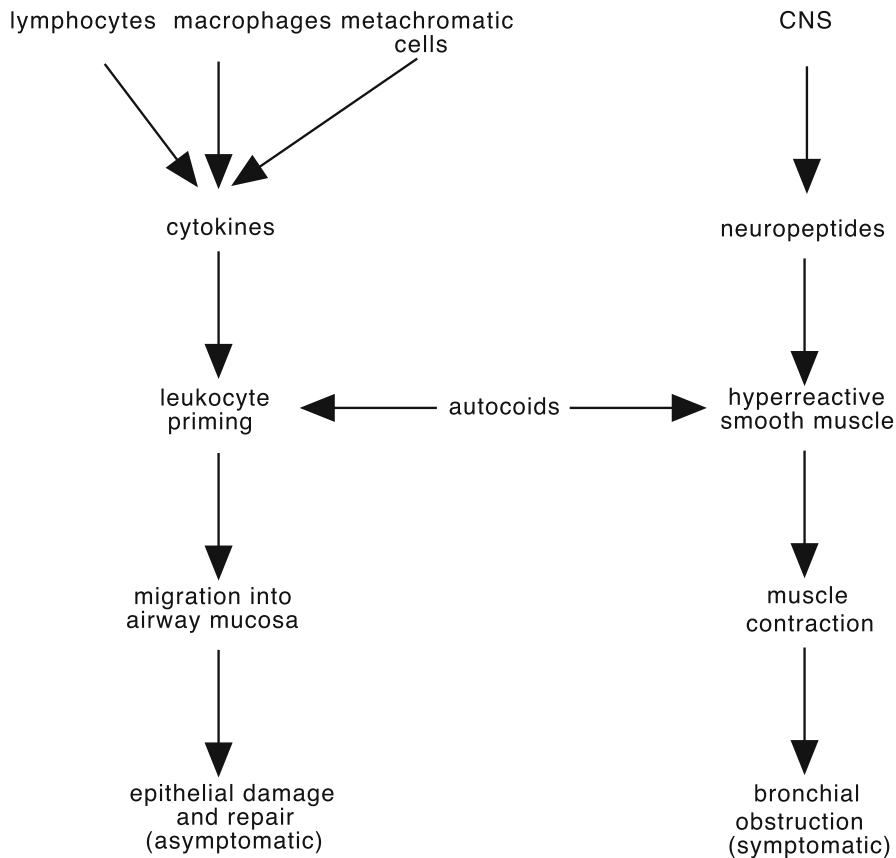 lymphocytes macrophages metachromatic
cells
CNS
cytokines
neuropeptides
leukocyte
priming
autocoids
hyperreactive
smooth muscle
migration into
airway mucosa
muscle
contraction
epithelial damage
and repair
(asymptomatic)
bronchial
obstruction
(symptomatic)